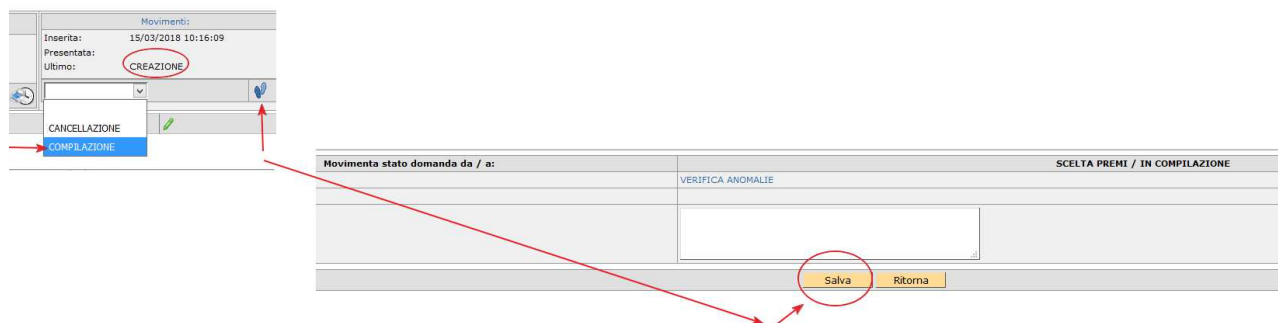 Movimenti:
Inserita: 15/03/2018 10:16:09
Presentata:
Ultimo: CREAZIONE
CANCELLAZIONE
COMPILAZIONE
Movimenta stato domanda da / a: SCELTA PREMI / IN COMPILAZIONE
VERIFICA ANOMALIE
Salva Ritorna